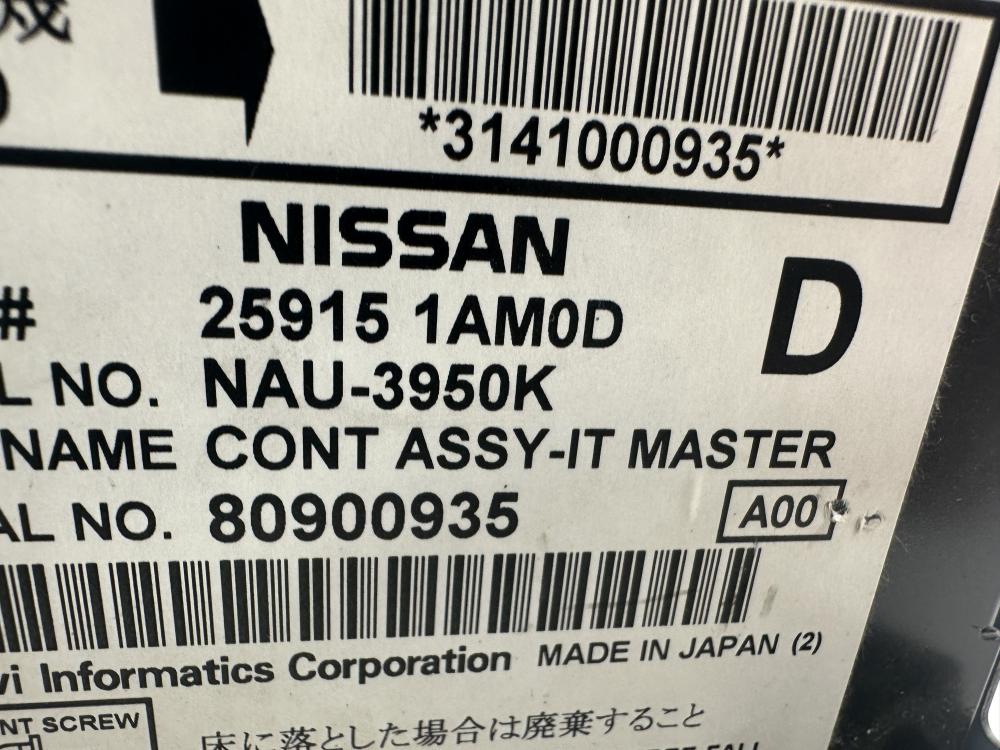 *3141000935*
NISSAN
D
# 25915 1AM0D
L NO. NAU-3950K
NAME CONT ASSY-IT MASTER
AL NO. 80900935
A00
vi Informatics Corporation MADE IN JAPAN (2)
NT SCREW
床に落とした場合は廃棄すること